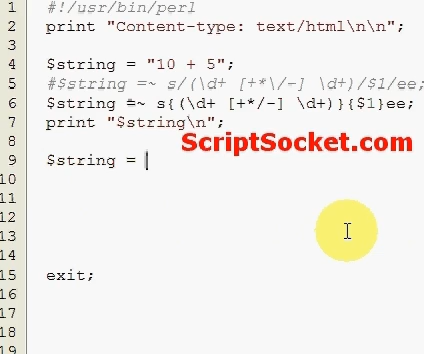 1 #!/usr/bin/perl
2 print "Content-type: text/html\n\n";
3
4 $string = "10 + 5";
5 #$string =~ s/(\d+ [+*\/-] \d+)/$1/ee;
6 $string =~ s{(\d+ [+*/-] \d+)}{$1}ee;
7 print "$string\n";
8
ScriptSocket.com
9 $string =
10
11
12
13
14
15 exit;
16
17
18
19